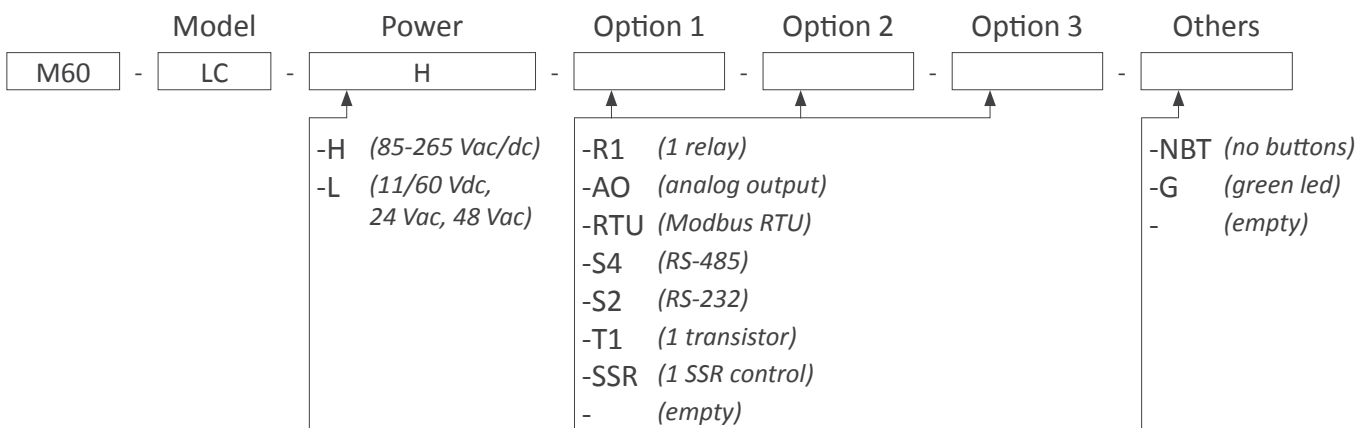 Model Power Option 1 Option 2 Option 3 Others
M60 - LC - H - - - -
-H (85-265 Vac/dc)
-L (11/60 Vdc,
24 Vac, 48 Vac)
-R1 (1 relay)
-AO (analog output)
-RTU (Modbus RTU)
-S4 (RS-485)
-S2 (RS-232)
-T1 (1 transistor)
-SSR (1 SSR control)
- (empty)
-NBT (no buttons)
-G (green led)
- (empty)